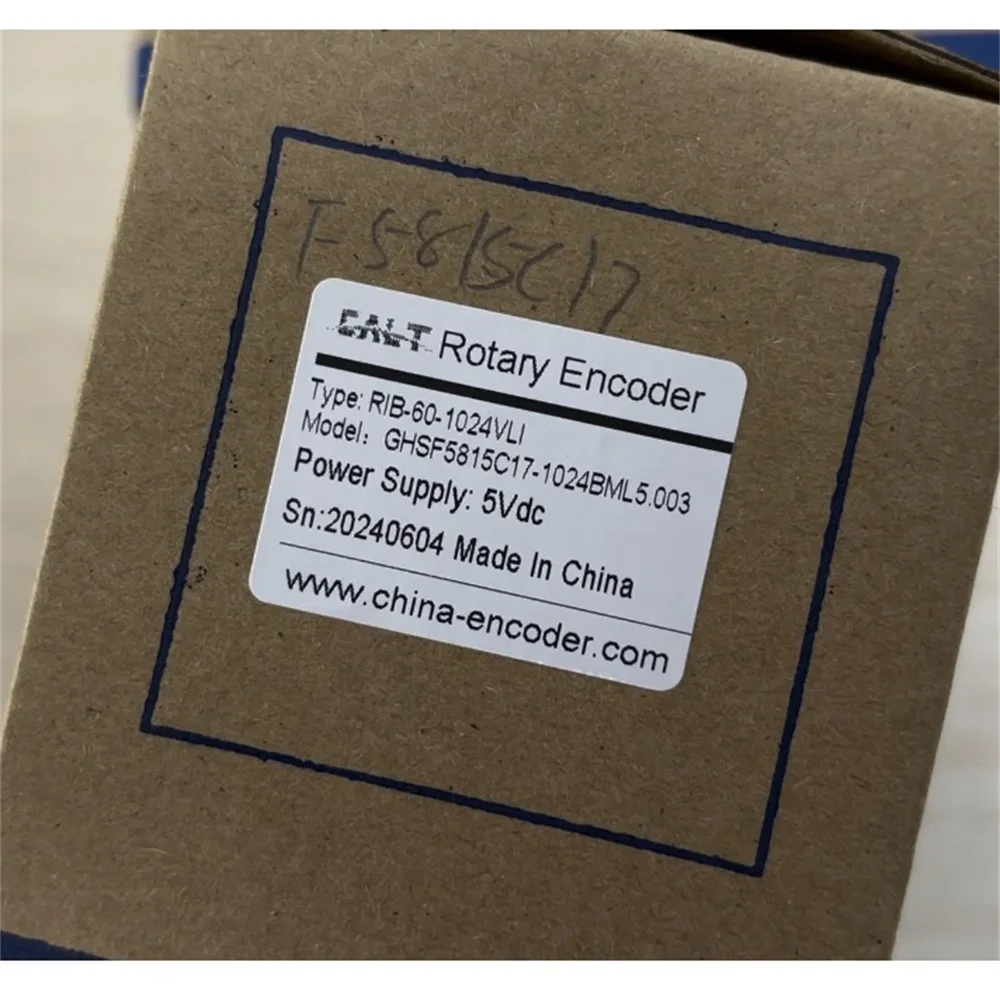 F5815C17
CALT Rotary Encoder
Type: RIB-60-1024VLI
Model: GHSF5815C17-1024BML5.003
Power Supply: 5Vdc
Sn:20240604 Made In China
www.china-encoder.com